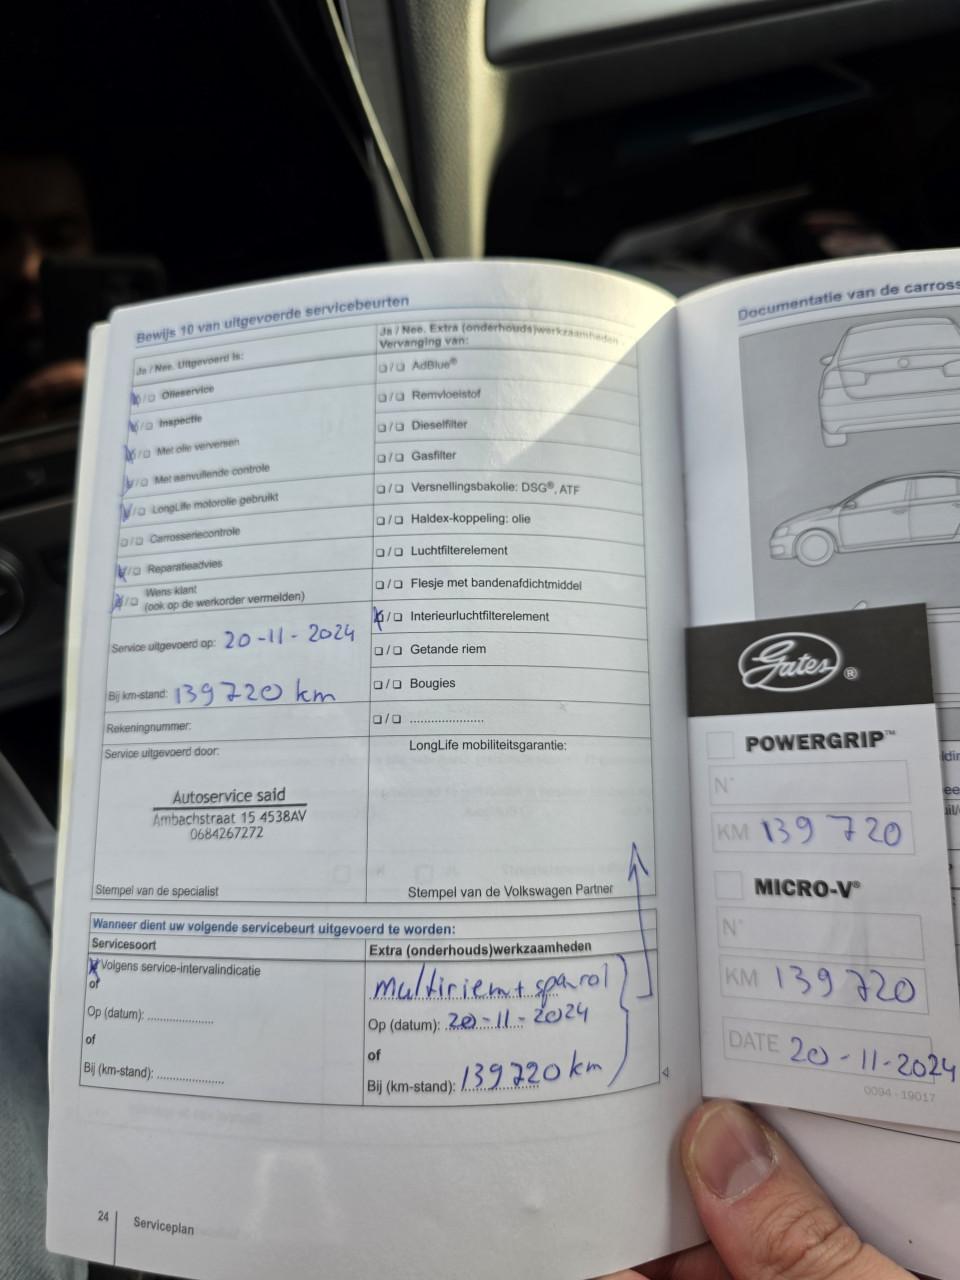 Bewijs 10 van uitgevoerde servicebeurten
Ja / Nee. Uitgevoerd is:
☒/☐ Olieservice
☒/☐ Inspectie
☒/☐ Met olie verversen
☒/☐ Met aanvullende controle
☒/☐ LongLife motorolie gebruikt
☐/☐ Carrosseriecontrole
☒/☐ Reparatieadvies
☒/☐ Wens klant
(ook op de werkorder vermelden)
Service uitgevoerd op: 20-11-2024
Bij km-stand: 139720 km
Rekeningnummer:
Service uitgevoerd door:
Autoservice said
Ambachstraat 15 4538AV
0684267272
Stempel van de specialist
Ja / Nee. Extra (onderhouds)werkzaamheden
Vervanging van:
☐/☐ AdBlue®
☐/☐ Remvloeistof
☐/☐ Dieselfilter
☐/☐ Gasfilter
☐/☐ Versnellingsbakolie: DSG®, ATF
☐/☐ Haldex-koppeling: olie
☐/☐ Luchtfilterelement
☐/☐ Flesje met bandenafdichtmiddel
☒/☐ Interieurluchtfilterelement
☐/☐ Getande riem
☐/☐ Bougies
☐/☐ .....................
LongLife mobiliteitsgarantie:
Stempel van de Volkswagen Partner
Wanneer dient uw volgende servicebeurt uitgevoerd te worden:
Servicesoort
☒ Volgens service-intervalindicatie
of
Op (datum): ...................
of
Bij (km-stand): ...................
Extra (onderhouds)werkzaamheden
multiriem + spanrol
Op (datum): 20-11-2024
of
Bij (km-stand): 139720 km
24
Serviceplan
Documentatie van de carross
Gates®
POWERGRIP™
N°
KM 139 720
MICRO-V®
N°
KM 139720
DATE 20-11-2024
0094 - 19017